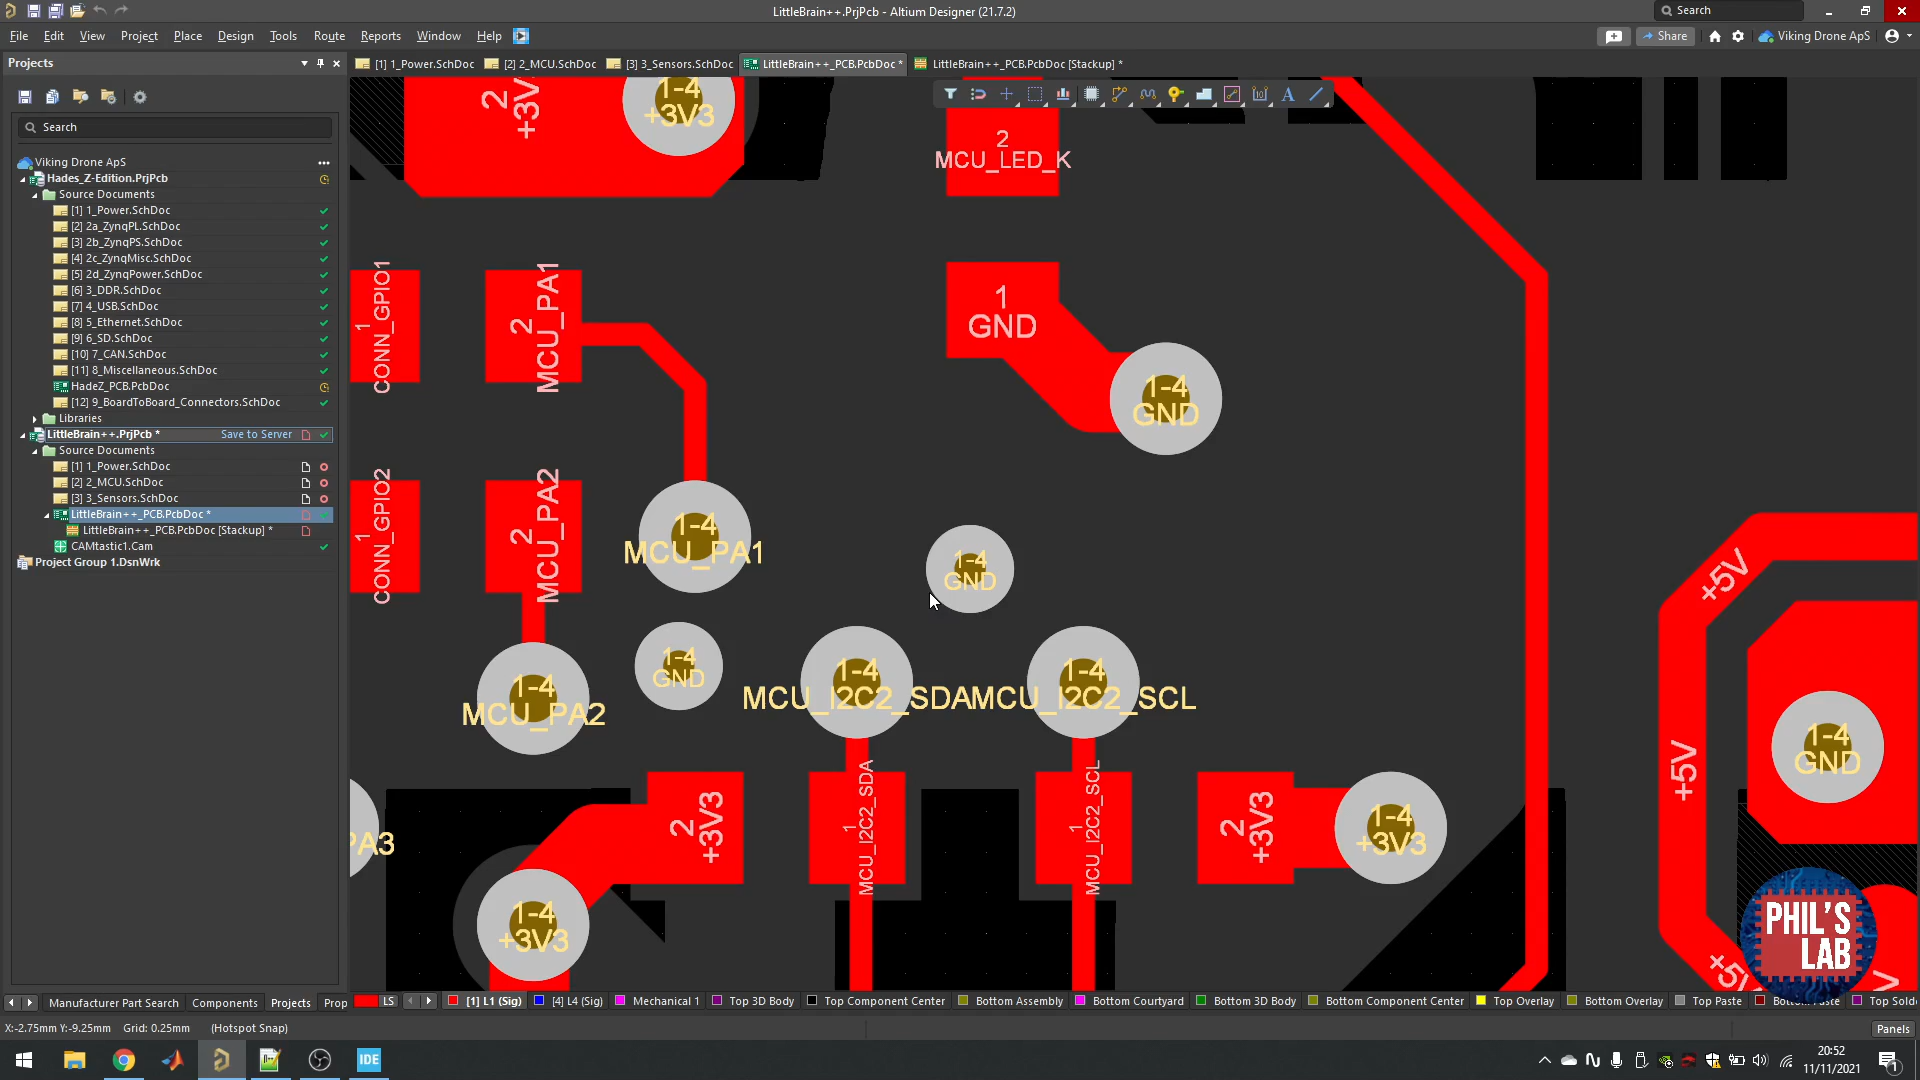 LittleBrain++.PrjPcb - Altium Designer (21.7.2)
Search
File Edit View Project Place Design Tools Route Reports Window Help
Share
Viking Drone ApS
Projects
[1] 1_Power.SchDoc
[2] 2_MCU.SchDoc
[3] 3_Sensors.SchDoc
LittleBrain++_PCB.PcbDoc *
LittleBrain++_PCB.PcbDoc [Stackup] *
Search
Viking Drone ApS
Hades_Z-Edition.PrjPcb
Source Documents
[1] 1_Power.SchDoc
[2] 2a_ZynqPL.SchDoc
[3] 2b_ZynqPS.SchDoc
[4] 2c_ZynqMisc.SchDoc
[5] 2d_ZynqPower.SchDoc
[6] 3_DDR.SchDoc
[7] 4_USB.SchDoc
[8] 5_Ethernet.SchDoc
[9] 6_SD.SchDoc
[10] 7_CAN.SchDoc
[11] 8_Miscellaneous.SchDoc
HadeZ_PCB.PcbDoc
[12] 9_BoardToBoard_Connectors.SchDoc
Libraries
LittleBrain++.PrjPcb *
Save to Server
Source Documents
[1] 1_Power.SchDoc
[2] 2_MCU.SchDoc
[3] 3_Sensors.SchDoc
LittleBrain++_PCB.PcbDoc *
LittleBrain++_PCB.PcbDoc [Stackup] *
CAMtastic1.Cam
Project Group 1.DsnWrk
2
+3V3
1-4
+3V3
2
MCU_LED_K
1
CONN_GPIO1
2
MCU_PA1
1
GND
1-4
GND
1
CONN_GPIO2
2
MCU_PA2
1-4
MCU_PA1
1-4
GND
+5V
1-4
MCU_PA2
1-4
GND
1-4
MCU_I2C2_SDA
1-4
MCU_I2C2_SCL
+5V
1-4
GND
PA3
2
+3V3
1
MCU_I2C2_SDA
1
MCU_I2C2_SCL
2
+3V3
1-4
+3V3
1-4
+3V3
+5V
PHIL'S
LAB
Manufacturer Part Search
Components
Projects
Prop
LS
[1] L1 (Sig)
[4] L4 (Sig)
Mechanical 1
Top 3D Body
Top Component Center
Bottom Assembly
Bottom Courtyard
Bottom 3D Body
Bottom Component Center
Top Overlay
Bottom Overlay
Top Paste
Top Sold
X:-2.75mm Y:-9.25mm Grid: 0.25mm (Hotspot Snap)
Panels
IDE
20:52
11/11/2021
1